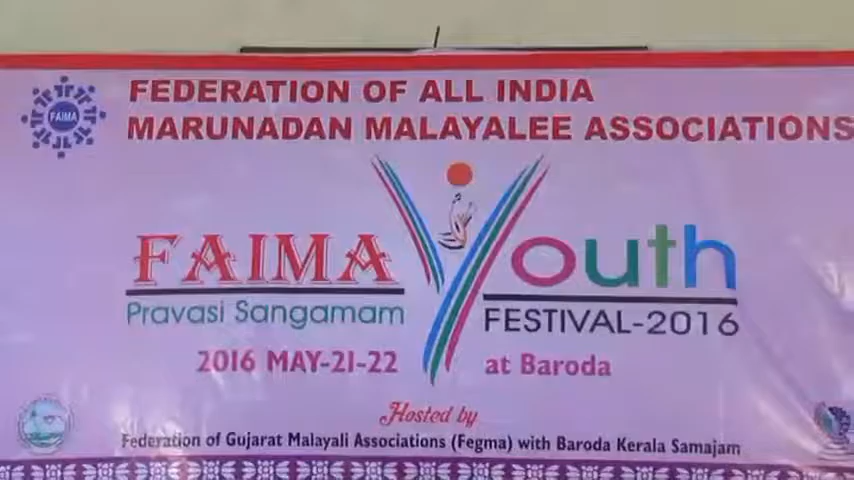 FEDERATION OF ALL INDIA
MARUNADAN MALAYALEE ASSOCIATIONS
FAIMA
FAIMA
Pravasi Sangamam
Youth
FESTIVAL-2016
2016 MAY-21-22
at Baroda
Hosted by
Federation of Gujarat Malayali Associations (Fegma) with Baroda Kerala Samajam